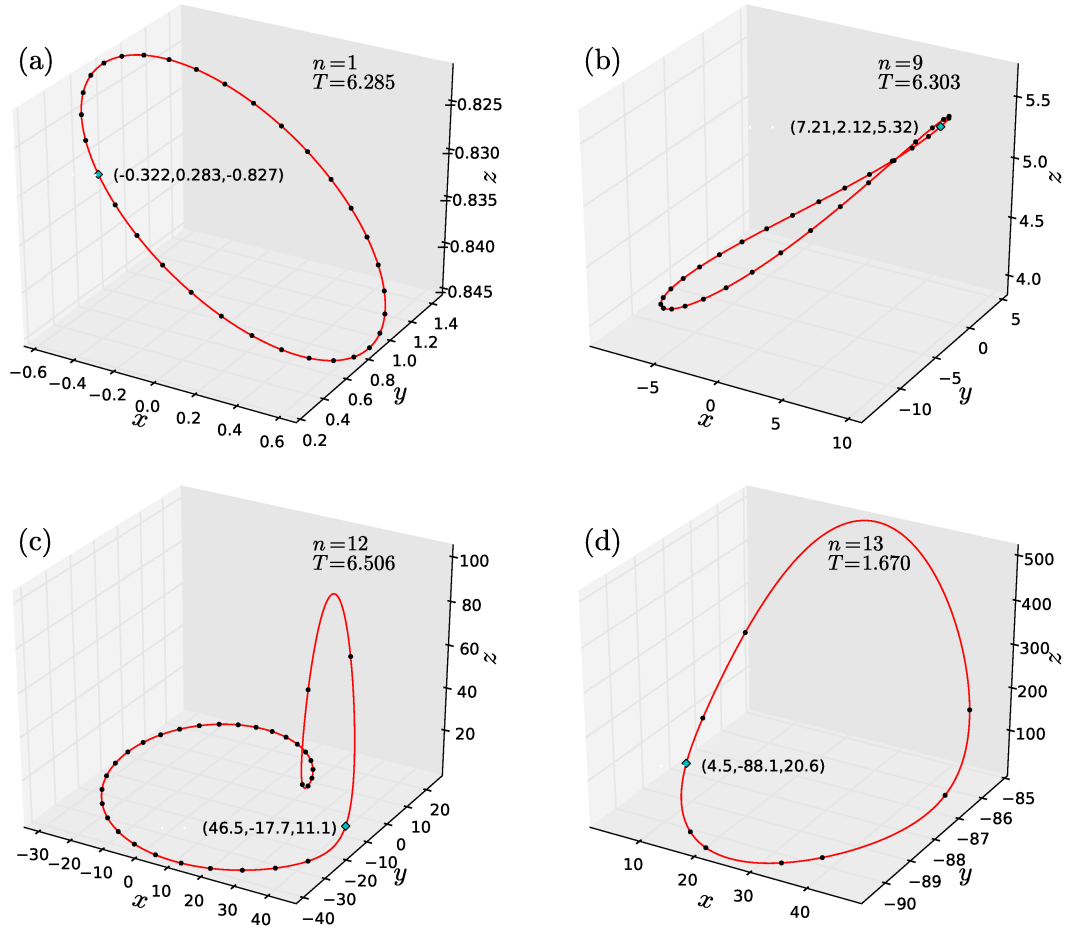 (a)
n=1
T=6.285
(-0.322,0.283,-0.827)
−0.825
−0.830
−0.835
−0.840
−0.845
z
−0.6
−0.4
−0.2
0.0
0.2
0.4
0.6
x
0.2
0.4
0.6
0.8
1.0
1.2
1.4
y
(b)
n=9
T=6.303
(7.21,2.12,5.32)
5.5
5.0
4.5
4.0
z
−5
0
5
10
x
−10
−5
0
5
y
(c)
n=12
T=6.506
(46.5,-17.7,11.1)
100
80
60
40
20
z
−30
−20
−10
0
10
20
30
40
x
−40
−30
−20
−10
0
10
20
y
(d)
n=13
T=1.670
(4.5,-88.1,20.6)
500
400
300
200
100
z
10
20
30
40
x
−90
−89
−88
−87
−86
−85
y